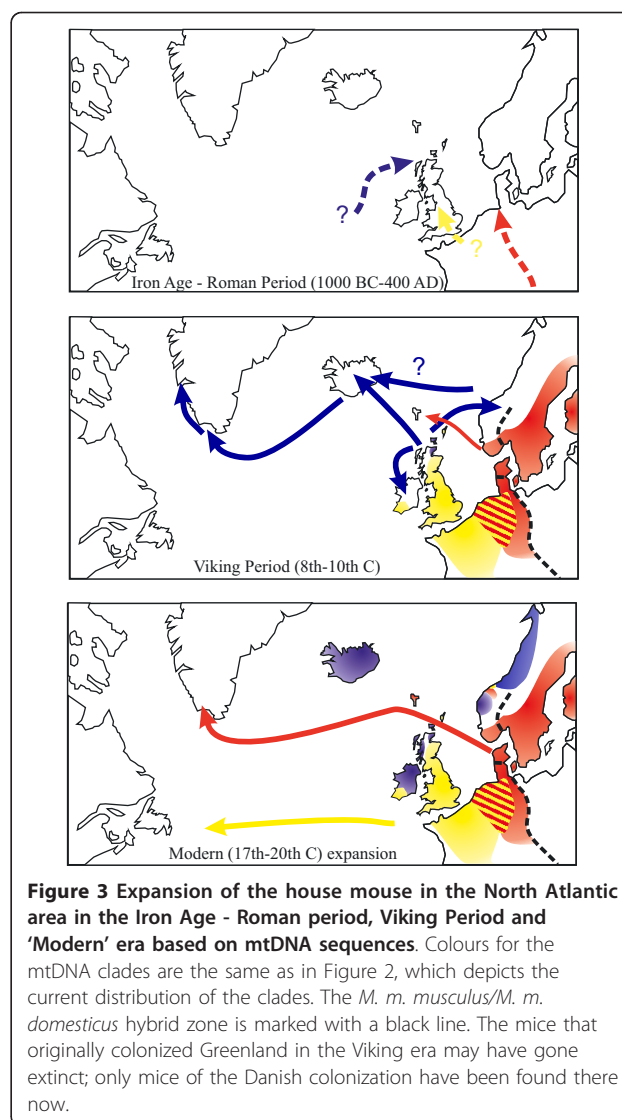 ?
?
Iron Age - Roman Period (1000 BC-400 AD)
?
Viking Period (8th-10th C)
Modern (17th-20th C) expansion
Figure 3 Expansion of the house mouse in the North Atlantic
area in the Iron Age - Roman period, Viking Period and
‘Modern’ era based on mtDNA sequences. Colours for the
mtDNA clades are the same as in Figure 2, which depicts the
current distribution of the clades. The M. m. musculus/M. m.
domesticus hybrid zone is marked with a black line. The mice that
originally colonized Greenland in the Viking era may have gone
extinct; only mice of the Danish colonization have been found there
now.